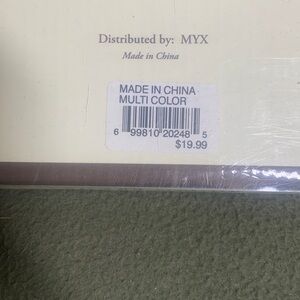 Distributed by: MYX
Made in China
MADE IN CHINA
MULTI COLOR
6 99810 20248 5
$19.99